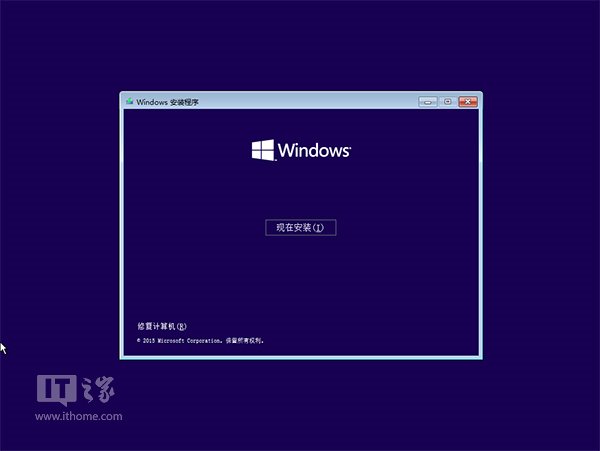 Windows 安装程序
Windows
现在安装(I)
修复计算机(R)
© 2015 Microsoft Corporation。保留所有权利。
IT之家
www.ithome.com